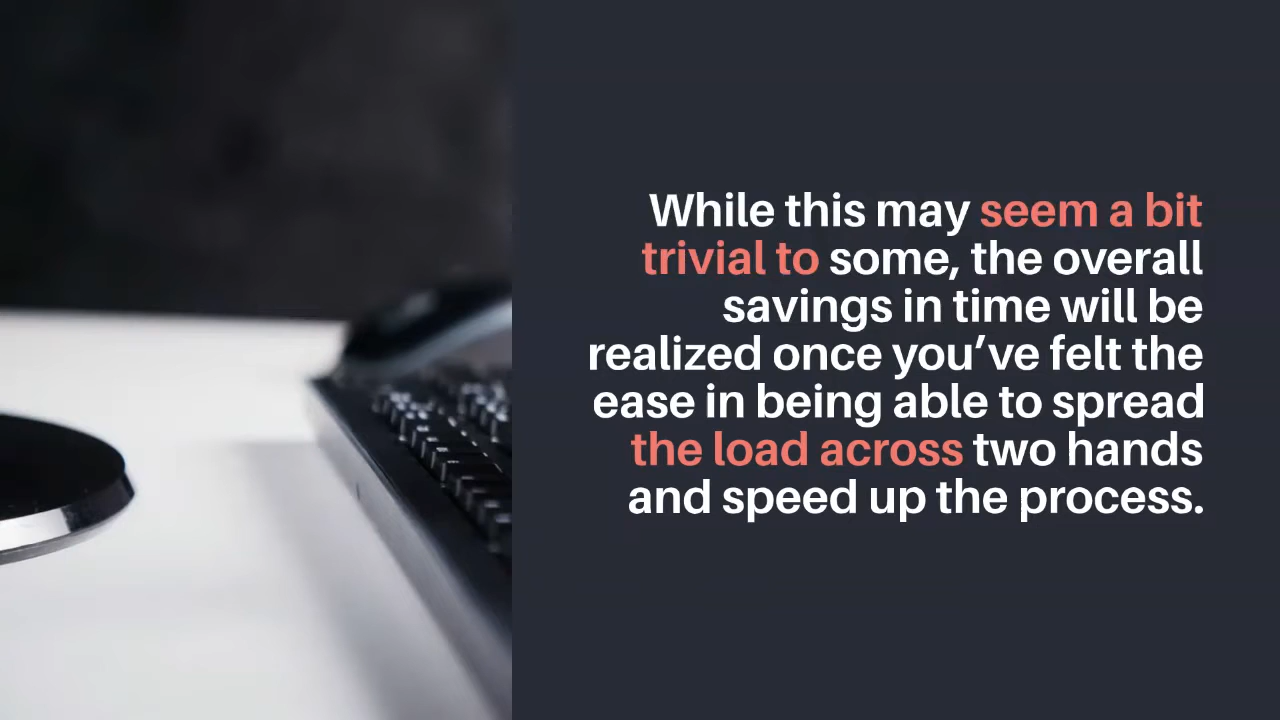 While this may seem a bit
trivial to some, the overall
savings in time will be
realized once you’ve felt the
ease in being able to spread
the load across two hands
and speed up the process.